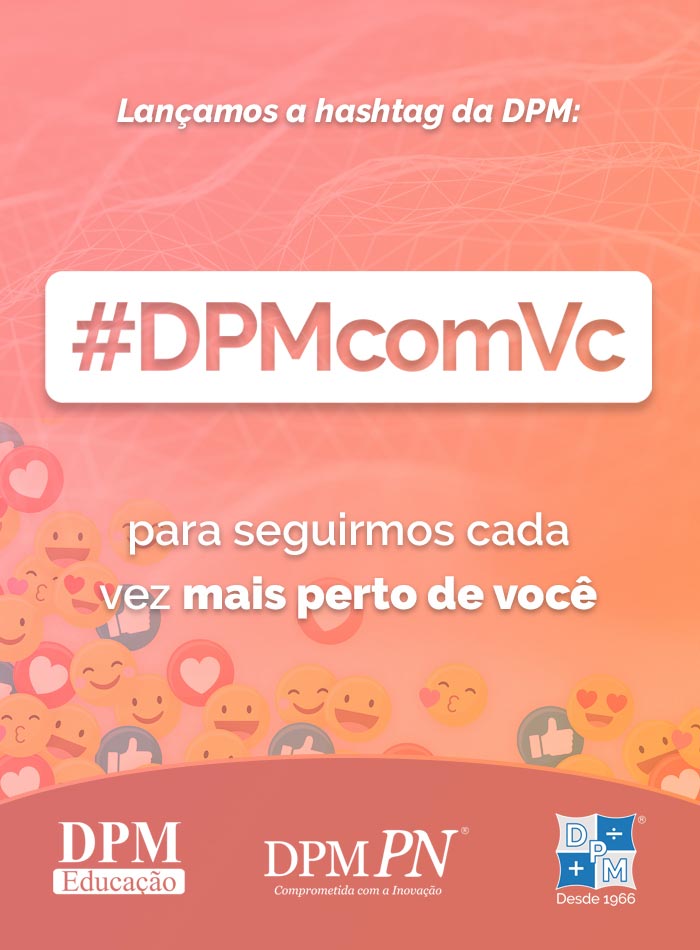 Lançamos a hashtag da DPM:
#DPMcomVc
para seguirmos cada
vez mais perto de você
DPM
Educação
DPM PN®
Comprometida com a Inovação
D ÷
P
+ M
®
Desde 1966